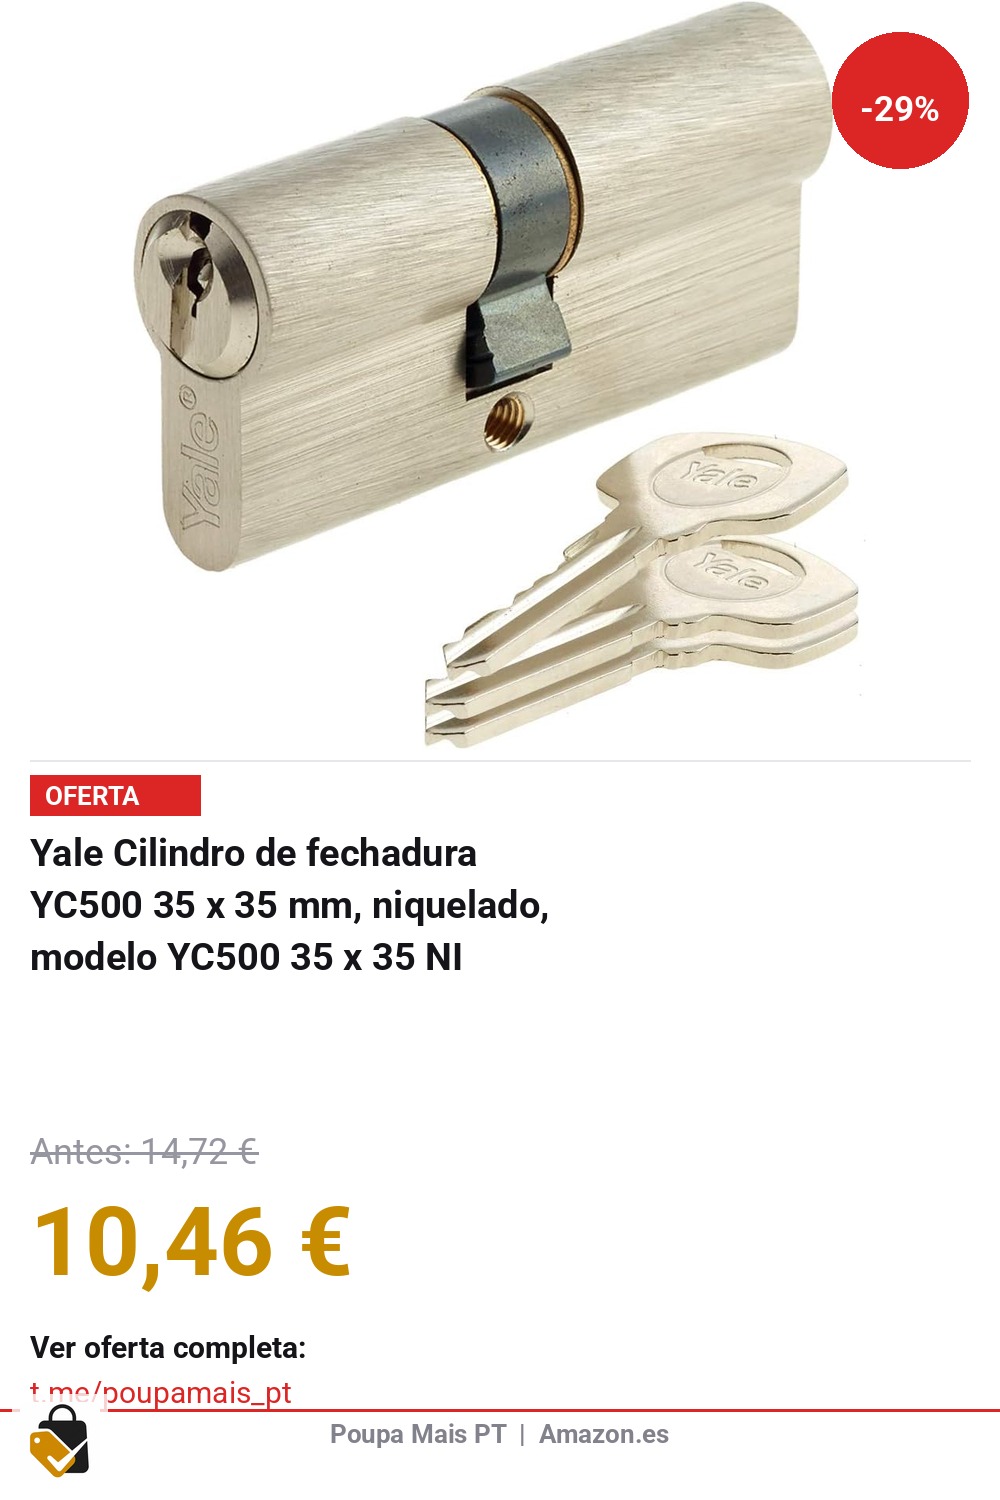 -29%
Yale®
Yale
Yale
OFERTA
Yale Cilindro de fechadura
YC500 35 x 35 mm, niquelado,
modelo YC500 35 x 35 NI
Antes: 14,72 €
10,46 €
Ver oferta completa:
t.me/poupamais_pt
Poupa Mais PT | Amazon.es